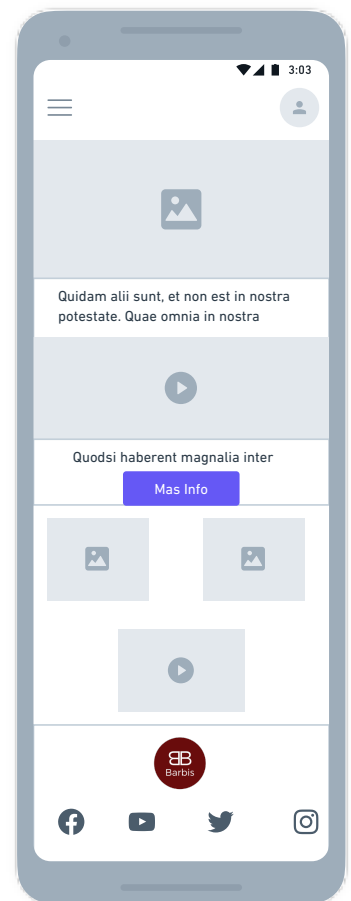 3:03
Quidam alii sunt, et non est in nostra
potestate. Quae omnia in nostra
Quodsi haberent magnalia inter
Mas Info
BB
Barbis